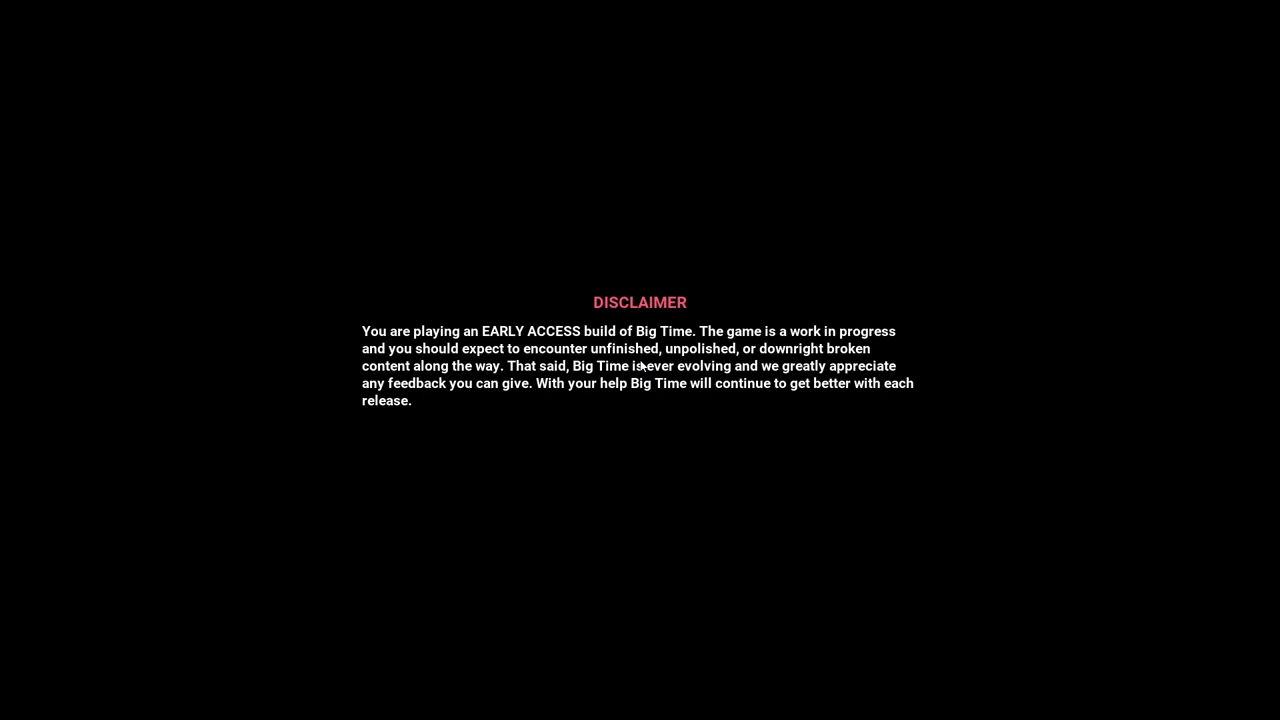 DISCLAIMER
You are playing an EARLY ACCESS build of Big Time. The game is a work in progress
and you should expect to encounter unfinished, unpolished, or downright broken
content along the way. That said, Big Time is ever evolving and we greatly appreciate
any feedback you can give. With your help Big Time will continue to get better with each
release.